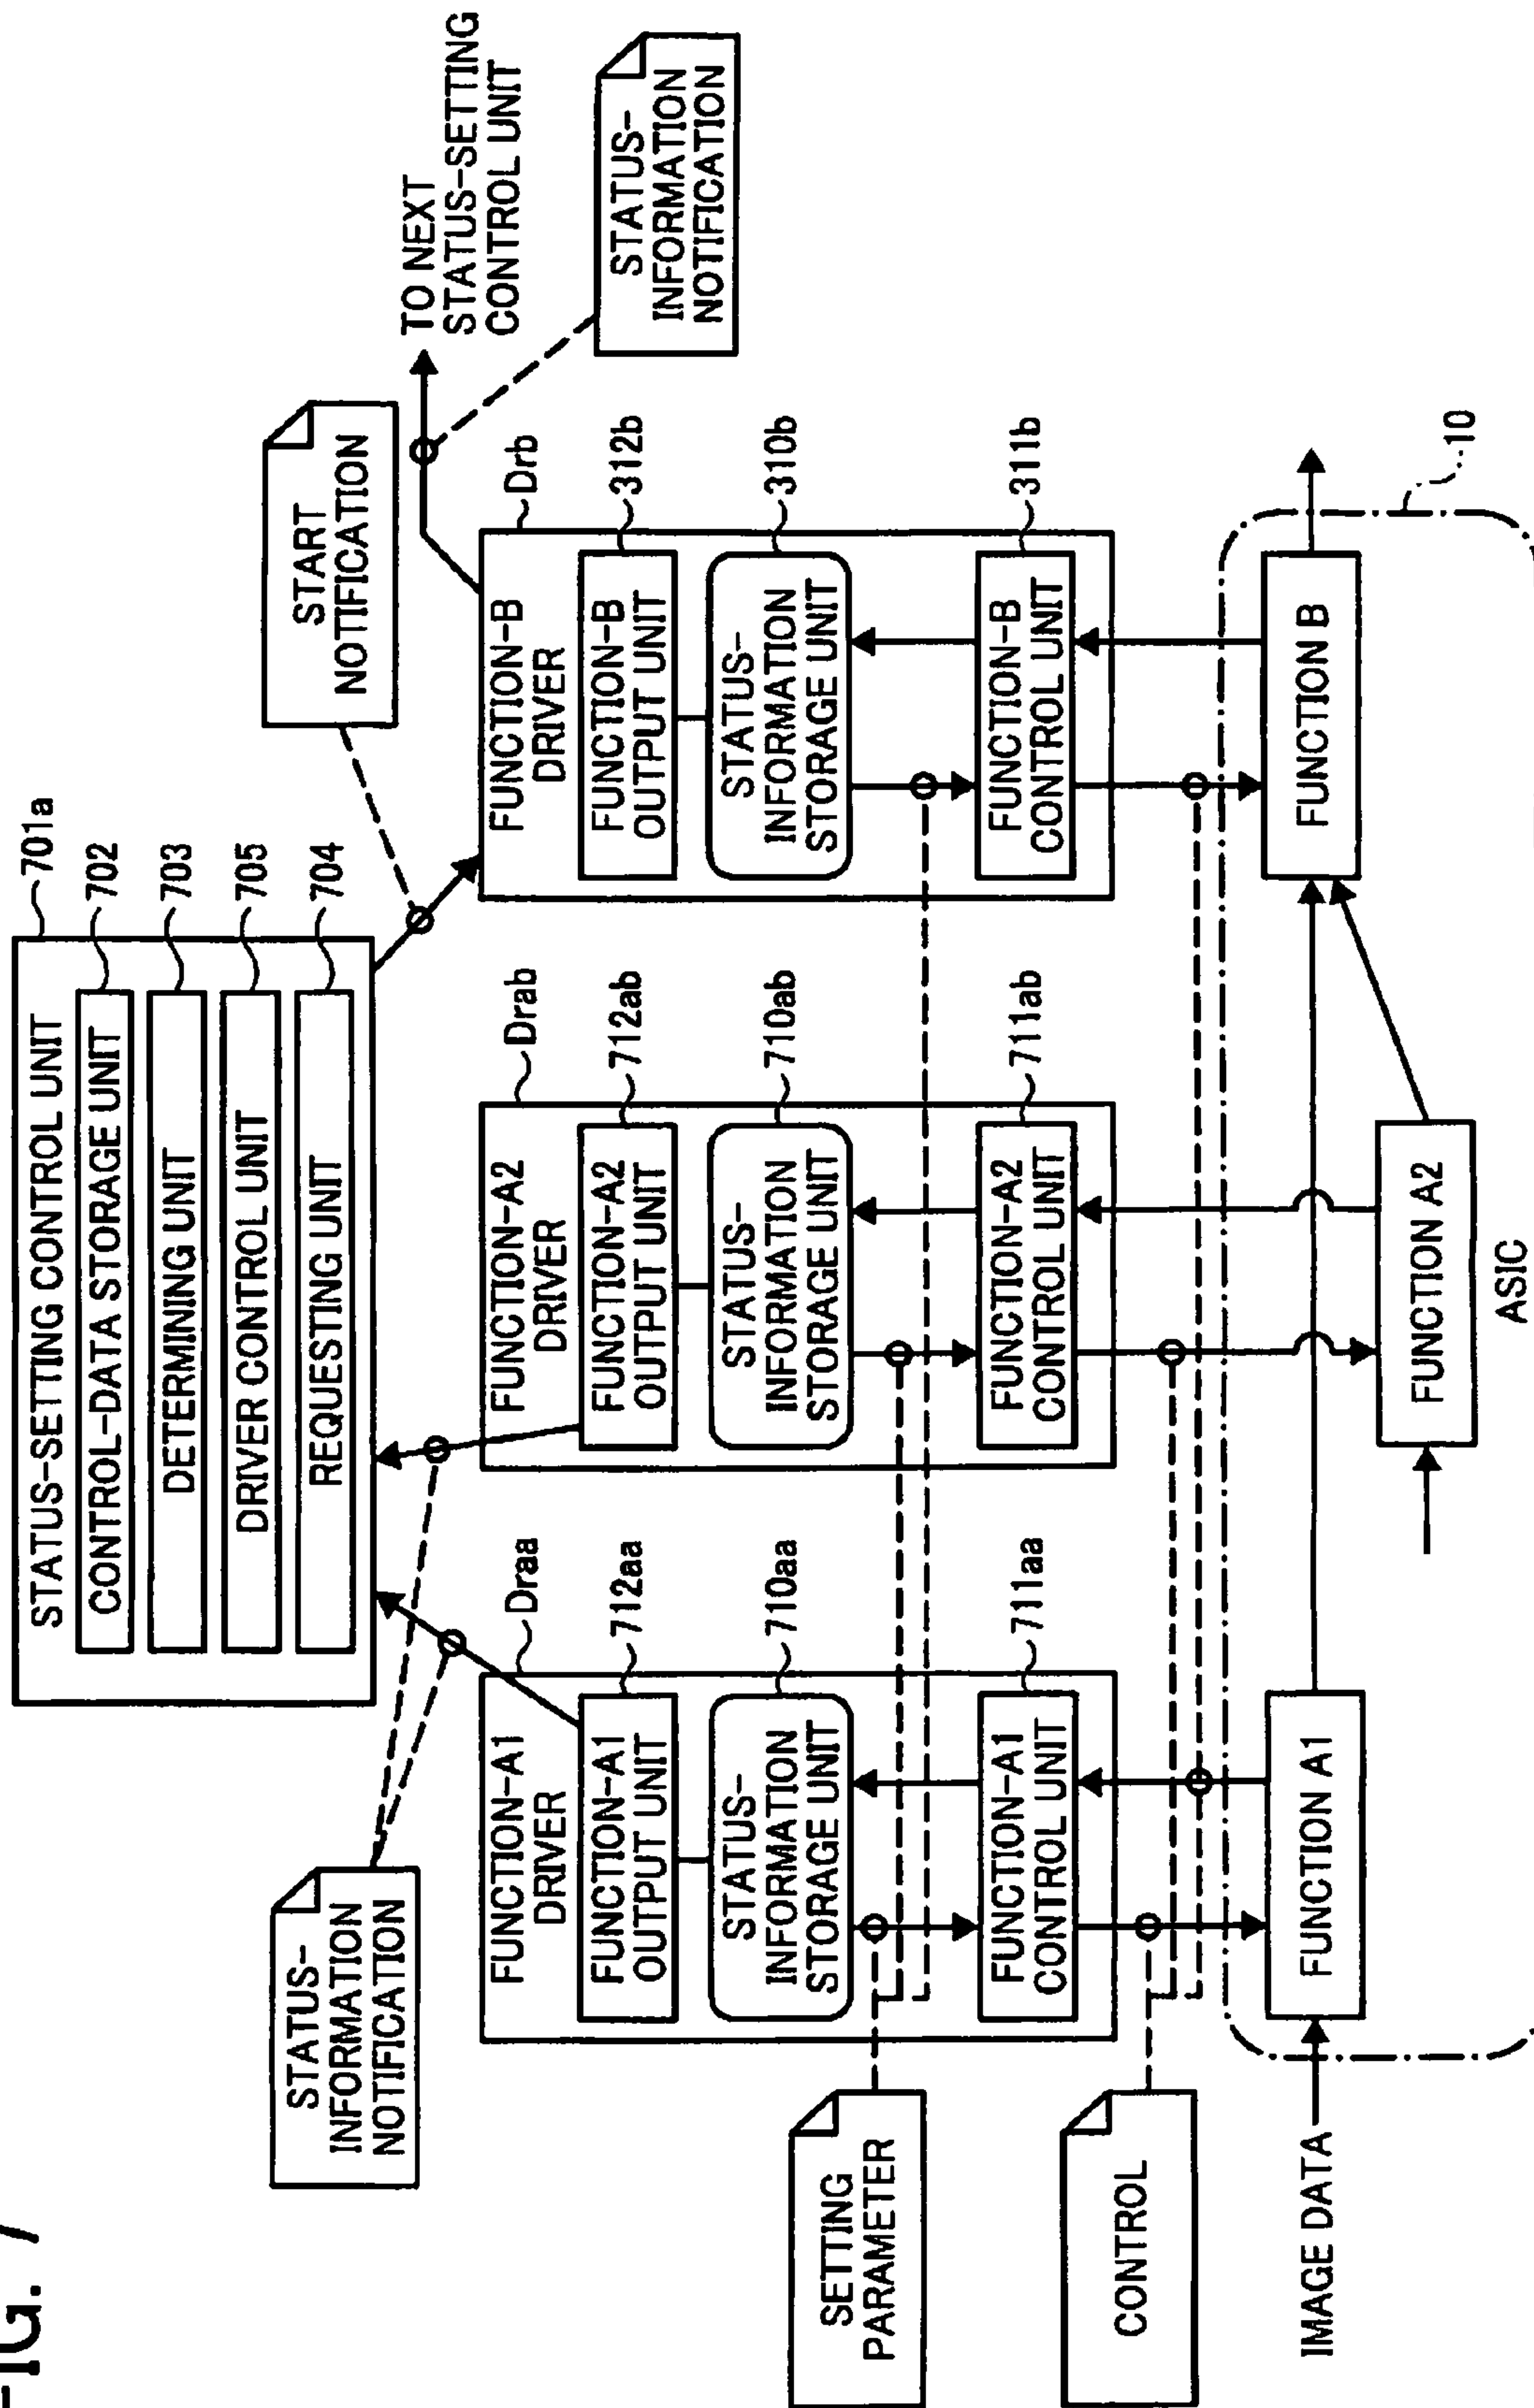 FIG. 7
STATUS-SETTING CONTROL UNIT
701a
CONTROL-DATA STORAGE UNIT
702
DETERMINING UNIT
703
DRIVER CONTROL UNIT
705
REQUESTING UNIT
704
STATUS-
INFORMATION
NOTIFICATION
START
NOTIFICATION
TO NEXT
STATUS-SETTING
CONTROL UNIT
STATUS-
INFORMATION
NOTIFICATION
FUNCTION-A1
DRIVER
Draa
FUNCTION-A1
OUTPUT UNIT
712aa
STATUS-
INFORMATION
STORAGE UNIT
710aa
FUNCTION-A1
CONTROL UNIT
711aa
FUNCTION-A2
DRIVER
Drab
FUNCTION-A2
OUTPUT UNIT
712ab
STATUS-
INFORMATION
STORAGE UNIT
710ab
FUNCTION-A2
CONTROL UNIT
711ab
FUNCTION-B
DRIVER
Drb
FUNCTION-B
OUTPUT UNIT
312b
STATUS-
INFORMATION
STORAGE UNIT
310b
FUNCTION-B
CONTROL UNIT
311b
SETTING
PARAMETER
CONTROL
IMAGE DATA
FUNCTION A1
FUNCTION A2
FUNCTION B
10
ASIC